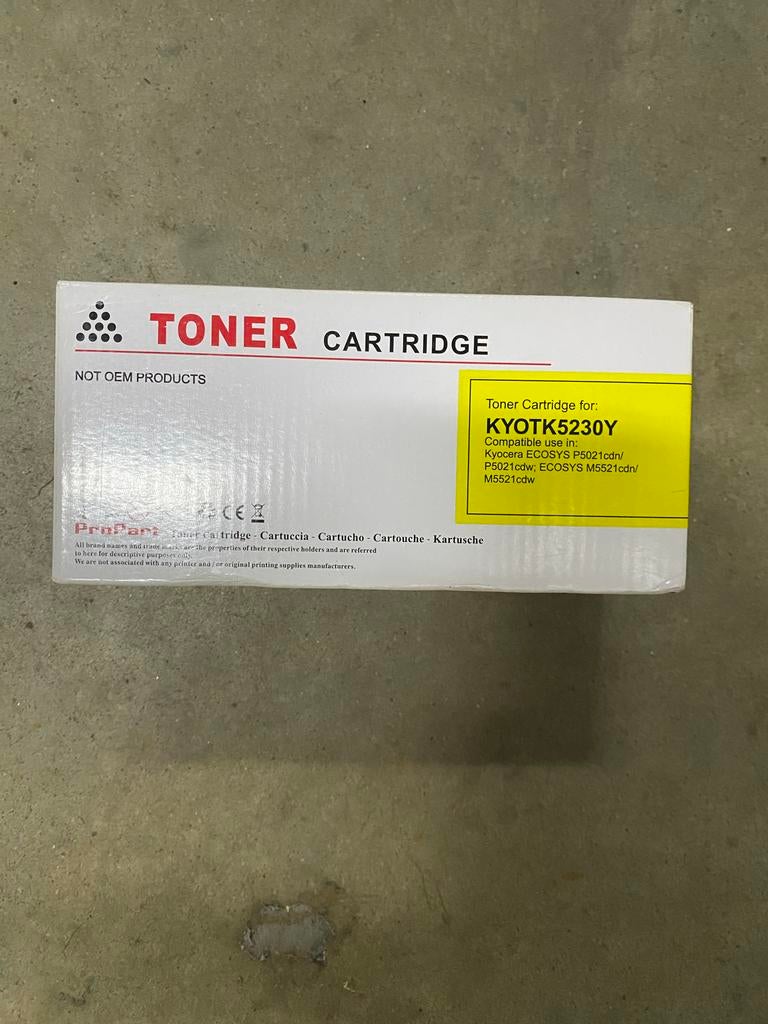 TONER CARTRIDGE
NOT OEM PRODUCTS
Toner Cartridge for:
KYOTK5230Y
Compatible use in:
Kyocera ECOSYS P5021cdn/
P5021cdw; ECOSYS M5521cdn/
M5521cdw
CE
ProPart Toner Cartridge - Cartuccia - Cartucho - Cartouche - Kartusche
All brand names and trade marks are the properties of their respective holders and are referred
to here for descriptive purposes only.
We are not associated with any printer and / or original printing supplies manufacturers.